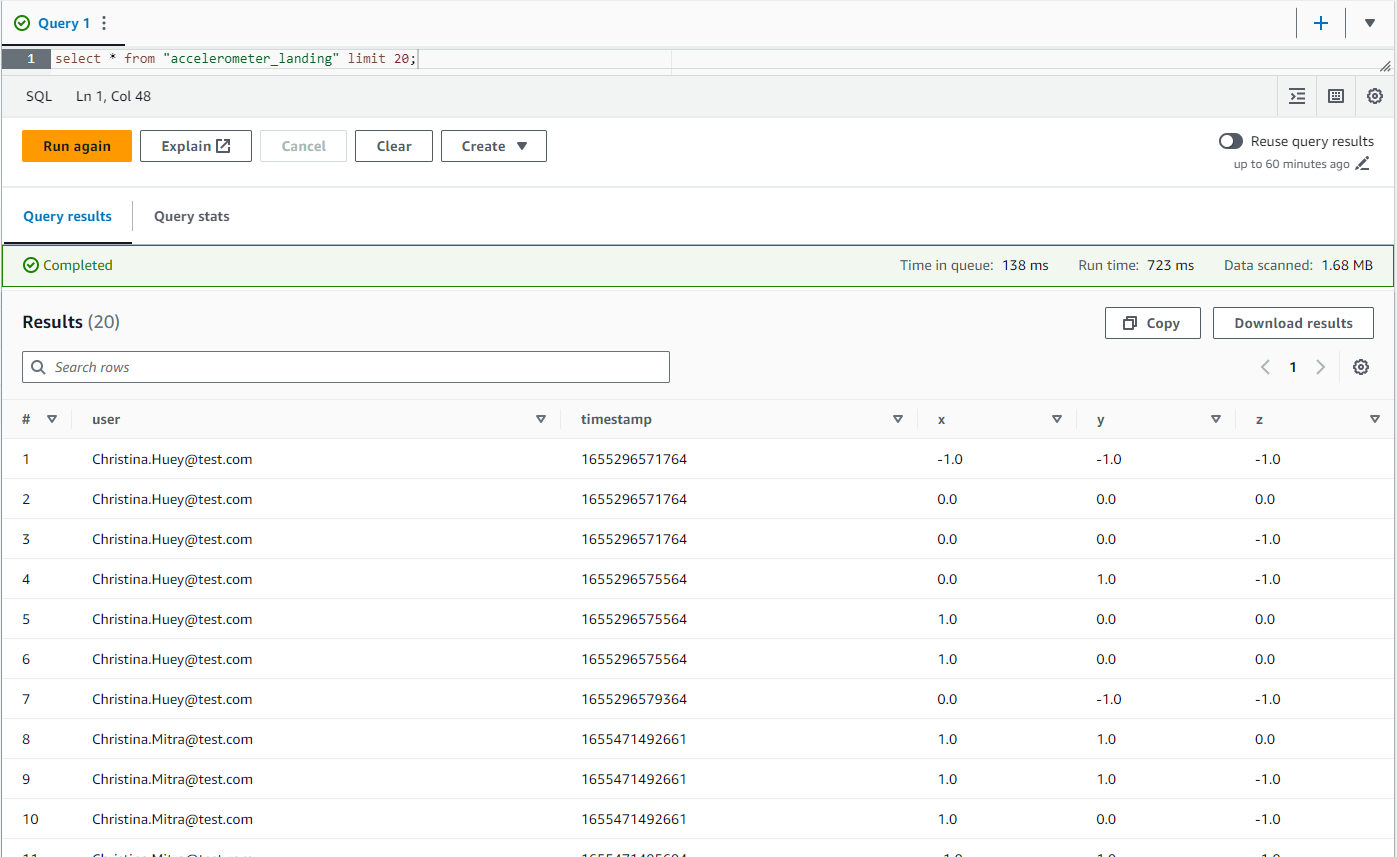 Query 1
1 select * from "accelerometer_landing" limit 20;
SQL Ln 1, Col 48
Run again Explain Cancel Clear Create Reuse query results
up to 60 minutes ago
Query results Query stats
Completed Time in queue: 138 ms Run time: 723 ms Data scanned: 1.68 MB
Results (20) Copy Download results
Search rows 1
# user timestamp x y z
1 Christina.Huey@test.com 1655296571764 -1.0 -1.0 -1.0
2 Christina.Huey@test.com 1655296571764 0.0 0.0 0.0
3 Christina.Huey@test.com 1655296571764 0.0 0.0 -1.0
4 Christina.Huey@test.com 1655296575564 0.0 1.0 -1.0
5 Christina.Huey@test.com 1655296575564 1.0 0.0 0.0
6 Christina.Huey@test.com 1655296575564 1.0 0.0 0.0
7 Christina.Huey@test.com 1655296579364 0.0 -1.0 -1.0
8 Christina.Mitra@test.com 1655471492661 1.0 1.0 0.0
9 Christina.Mitra@test.com 1655471492661 1.0 1.0 -1.0
10 Christina.Mitra@test.com 1655471492661 1.0 0.0 -1.0